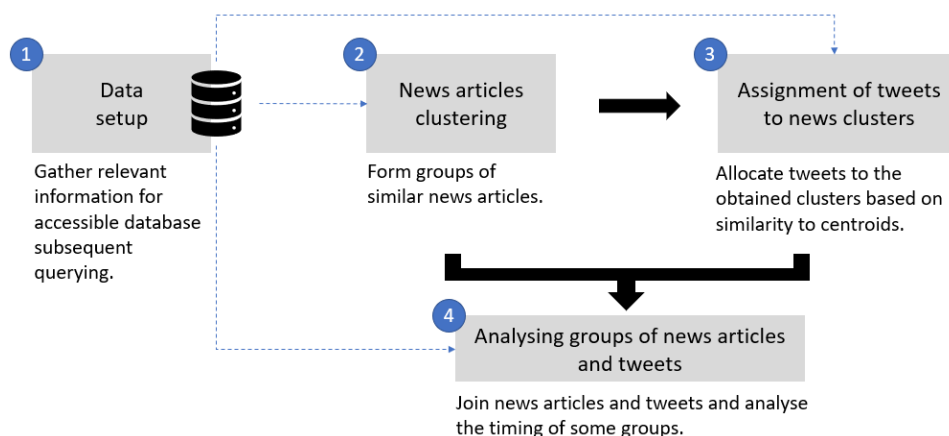 1
Data
setup
Gather relevant
information for
accessible database
subsequent
querying.
2
News articles
clustering
Form groups of
similar news articles.
3
Assignment of tweets
to news clusters
Allocate tweets to the
obtained clusters based on
similarity to centroids.
4
Analysing groups of news articles
and tweets
Join news articles and tweets and analyse
the timing of some groups.